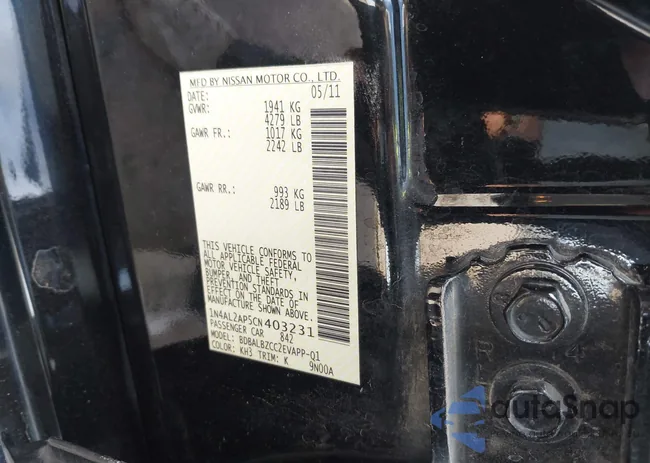 MFD BY NISSAN MOTOR CO., LTD.
DATE: 05/11
GVWR: 1941 KG
4279 LB
GAWR FR.: 1017 KG
2242 LB
GAWR RR.: 993 KG
2189 LB
THIS VEHICLE CONFORMS TO
ALL APPLICABLE FEDERAL
MOTOR VEHICLE SAFETY,
BUMPER, AND THEFT
PREVENTION STANDARDS IN
EFFECT ON THE DATE OF
MANUFACTURE SHOWN ABOVE.
1N4AL2AP5CN403231
PASSENGER CAR 842
MODEL: BDBALBZCC2EVAPP-Q1
COLOR: KH3 TRIM: K 9N00A
autoSnap